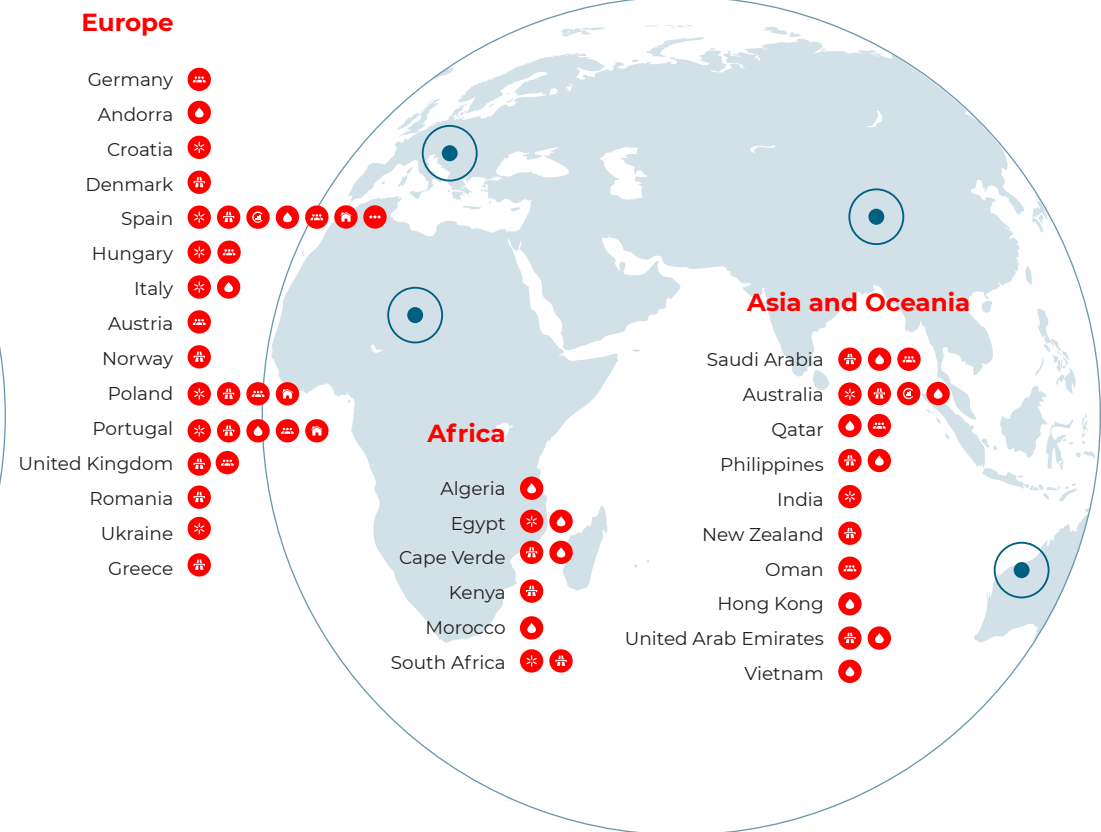 Europe
Germany
Andorra
Croatia
Denmark
Spain
Hungary
Italy
Austria
Norway
Poland
Portugal
United Kingdom
Romania
Ukraine
Greece
Africa
Algeria
Egypt
Cape Verde
Kenya
Morocco
South Africa
Asia and Oceania
Saudi Arabia
Australia
Qatar
Philippines
India
New Zealand
Oman
Hong Kong
United Arab Emirates
Vietnam